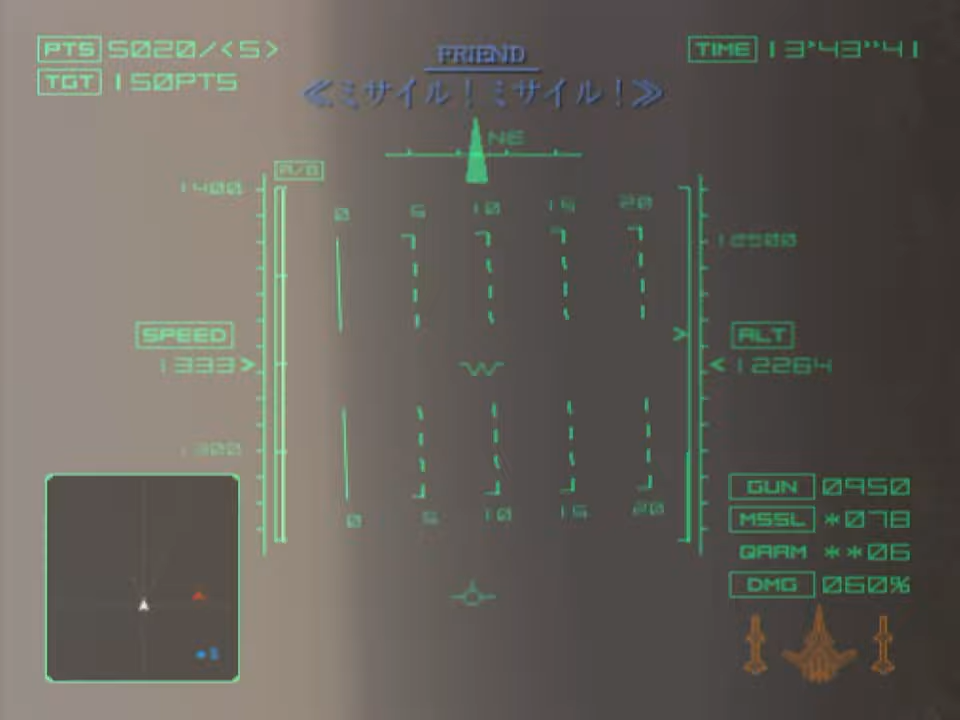 PTS 5020/<5>
TGT 150PTS
FRIEND
≪ミサイル！ミサイル！≫
TIME 13"43"41
NE
A/B
1400
0 5 10 15 20
12500
SPEED
1333>
ALT
<12264
1300
0 5 10 15 20
GUN 0950
MSSL *078
QAAM **06
DMG 060%